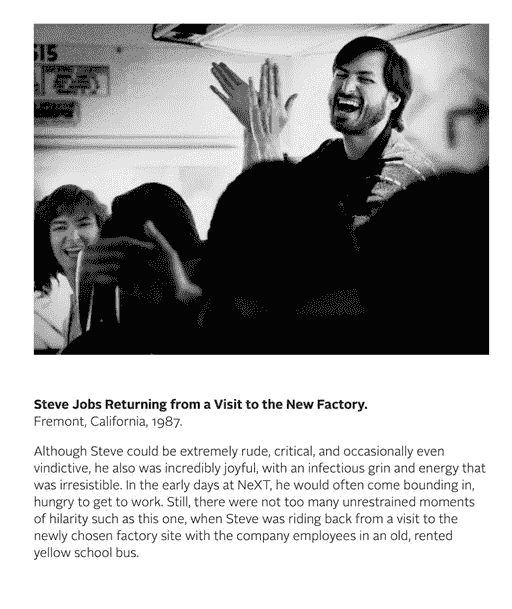 SIS
Steve Jobs Returning from a Visit to the New Factory.
Fremont, California, 1987.
Although Steve could be extremely rude, critical, and occasionally even
vindictive, he also was incredibly joyful, with an infectious grin and energy that
was irresistible. In the early days at NeXT, he would often come bounding in,
hungry to get to work. Still, there were not too many unrestrained moments
of hilarity such as this one, when Steve was riding back from a visit to the
newly chosen factory site with the company employees in an old, rented
yellow school bus.